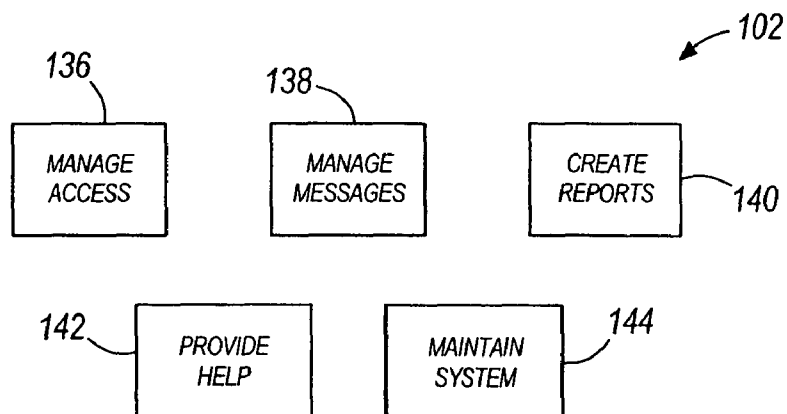 102
136
138
MANAGE
ACCESS
MANAGE
MESSAGES
CREATE
REPORTS
140
142
PROVIDE
HELP
MAINTAIN
SYSTEM
144